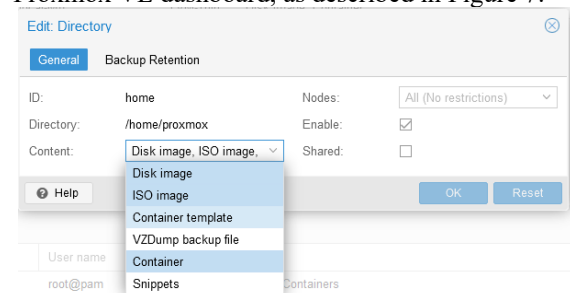 Proxmox VE dashboard, as described in Figure 7.
Edit: Directory
General Backup Retention
ID: home Nodes: All (No restrictions)
Directory: /home/proxmox Enable:
Content: Disk image, ISO image, Shared:
Disk image
Help ISO image OK Reset
Container template
VZDump backup file
User name Container
root@pam Snippets Containers